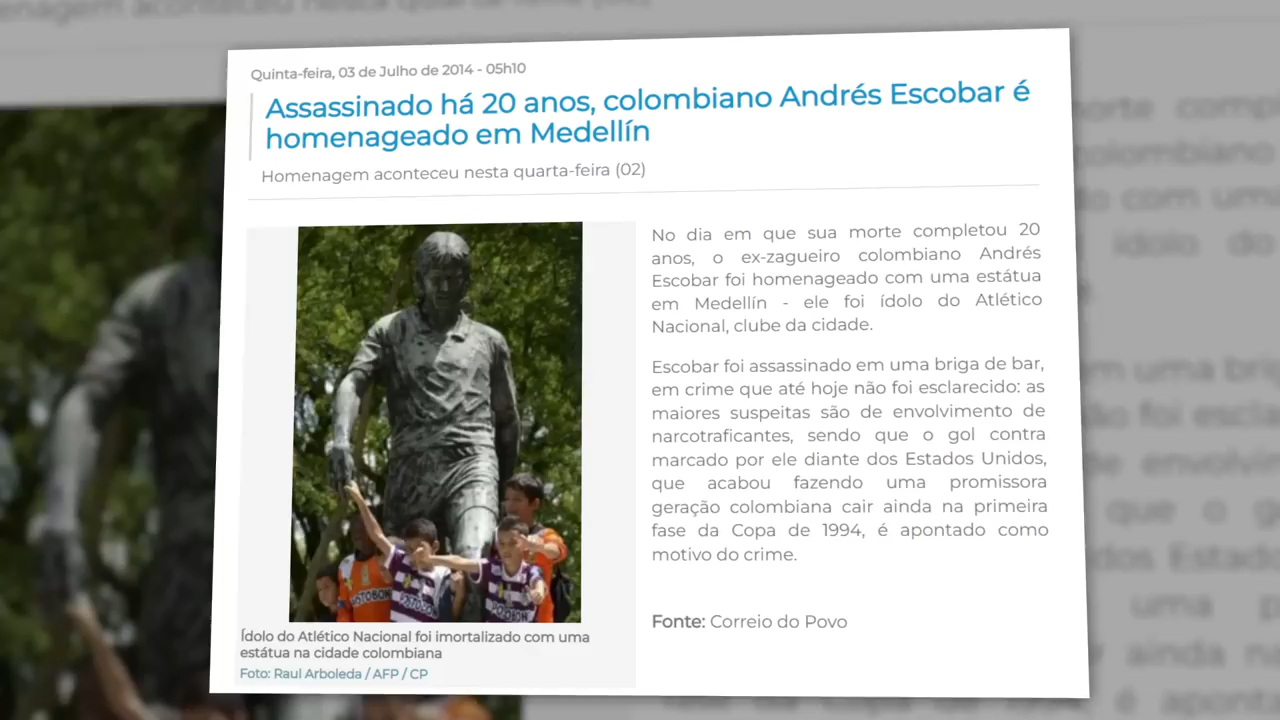 Quinta-feira, 03 de Julho de 2014 - 05h10
Assassinado há 20 anos, colombiano Andrés Escobar é
homenageado em Medellín
Homenagem aconteceu nesta quarta-feira (02)
No dia em que sua morte completou 20
anos, o ex-zagueiro colombiano Andrés
Escobar foi homenageado com uma estátua
em Medellín - ele foi ídolo do Atlético
Nacional, clube da cidade.
Escobar foi assassinado em uma briga de bar,
em crime que até hoje não foi esclarecido: as
maiores suspeitas são de envolvimento de
narcotraficantes, sendo que o gol contra
marcado por ele diante dos Estados Unidos,
que acabou fazendo uma promissora
geração colombiana cair ainda na primeira
fase da Copa de 1994, é apontado como
motivo do crime.
Fonte: Correio do Povo
POSTOBON
Ídolo do Atlético Nacional foi imortalizado com uma
estátua na cidade colombiana
Foto: Raul Arboleda / AFP / CP